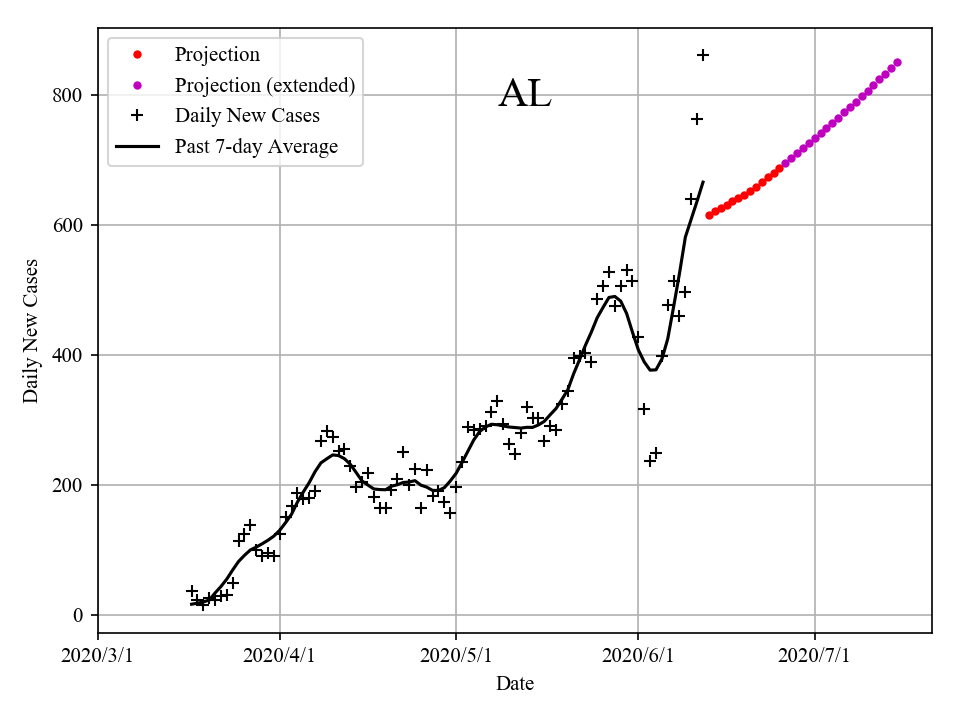 Projection
Projection (extended)
Daily New Cases
Past 7-day Average
AL
800
600
400
200
0
Daily New Cases
2020/3/1 2020/4/1 2020/5/1 2020/6/1 2020/7/1
Date